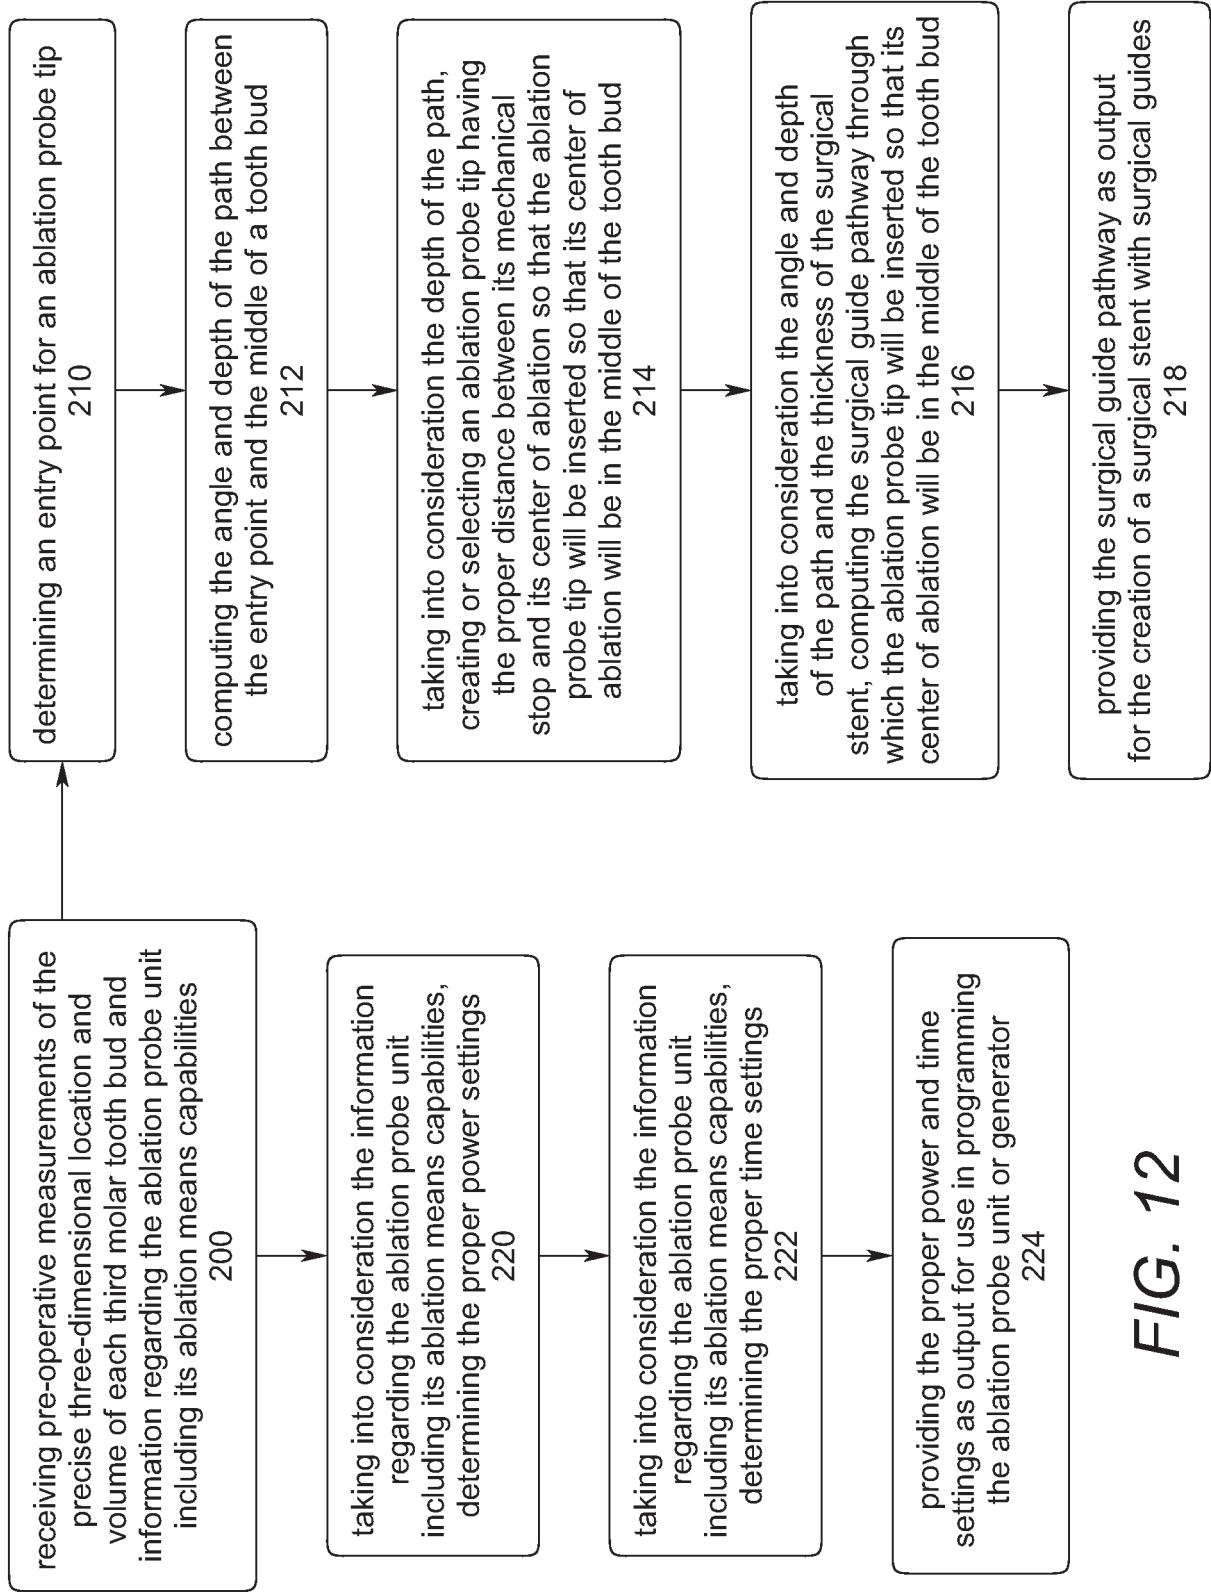 receiving pre-operative measurements of the
precise three-dimensional location and
volume of each third molar tooth bud and
information regarding the ablation probe unit
including its ablation means capabilities
200
taking into consideration the information
regarding the ablation probe unit
including its ablation means capabilities,
determining the proper power settings
220
taking into consideration the information
regarding the ablation probe unit
including its ablation means capabilities,
determining the proper time settings
222
providing the proper power and time
settings as output for use in programming
the ablation probe unit or generator
224
determining an entry point for an ablation probe tip
210
computing the angle and depth of the path between
the entry point and the middle of a tooth bud
212
taking into consideration the depth of the path,
creating or selecting an ablation probe tip having
the proper distance between its mechanical
stop and its center of ablation so that the ablation
probe tip will be inserted so that its center of
ablation will be in the middle of the tooth bud
214
taking into consideration the angle and depth
of the path and the thickness of the surgical
stent, computing the surgical guide pathway through
which the ablation probe tip will be inserted so that its
center of ablation will be in the middle of the tooth bud
216
providing the surgical guide pathway as output
for the creation of a surgical stent with surgical guides
218
FIG. 12